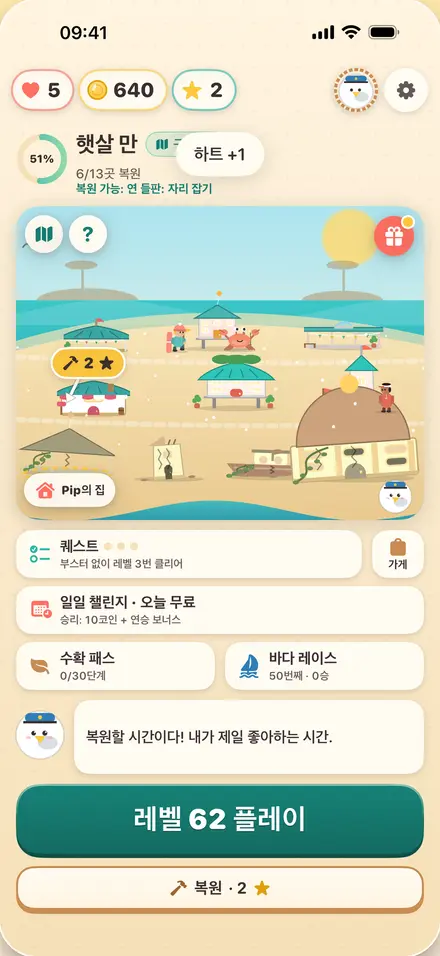 09:41
5
640
2
51%
햇살 만
하트 +1
6/13곳 복원
복원 가능: 연 들판: 자리 잡기
?
2
Pip의 집
퀘스트
부스터 없이 레벨 3번 클리어
가게
일일 챌린지 · 오늘 무료
승리: 10코인 + 연승 보너스
수확 패스
0/30단계
바다 레이스
50번째 · 0승
복원할 시간이다! 내가 제일 좋아하는 시간.
레벨 62 플레이
복원 · 2